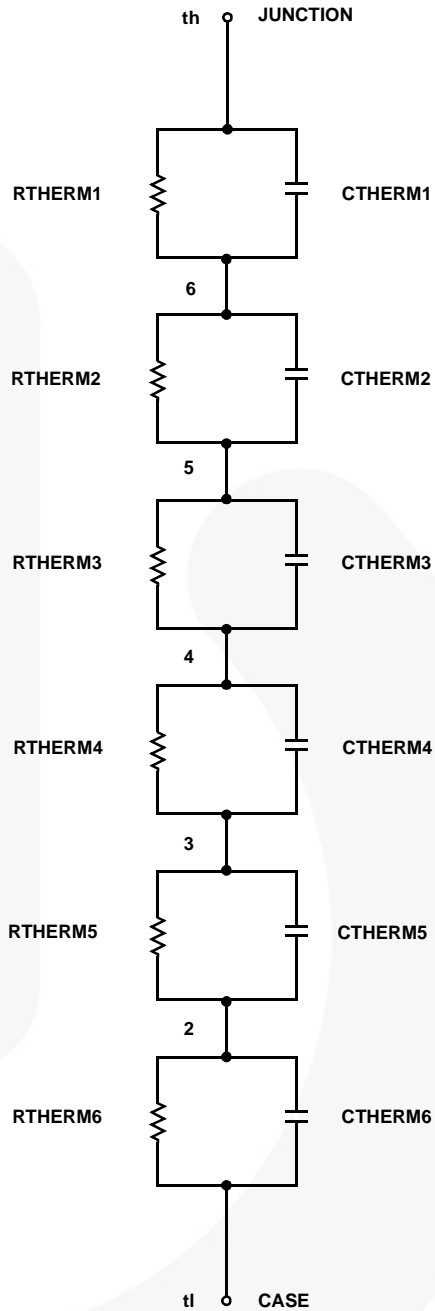 th JUNCTION
RTHERM1 CTHERM1
6
RTHERM2 CTHERM2
5
RTHERM3 CTHERM3
4
RTHERM4 CTHERM4
3
RTHERM5 CTHERM5
2
RTHERM6 CTHERM6
tl CASE